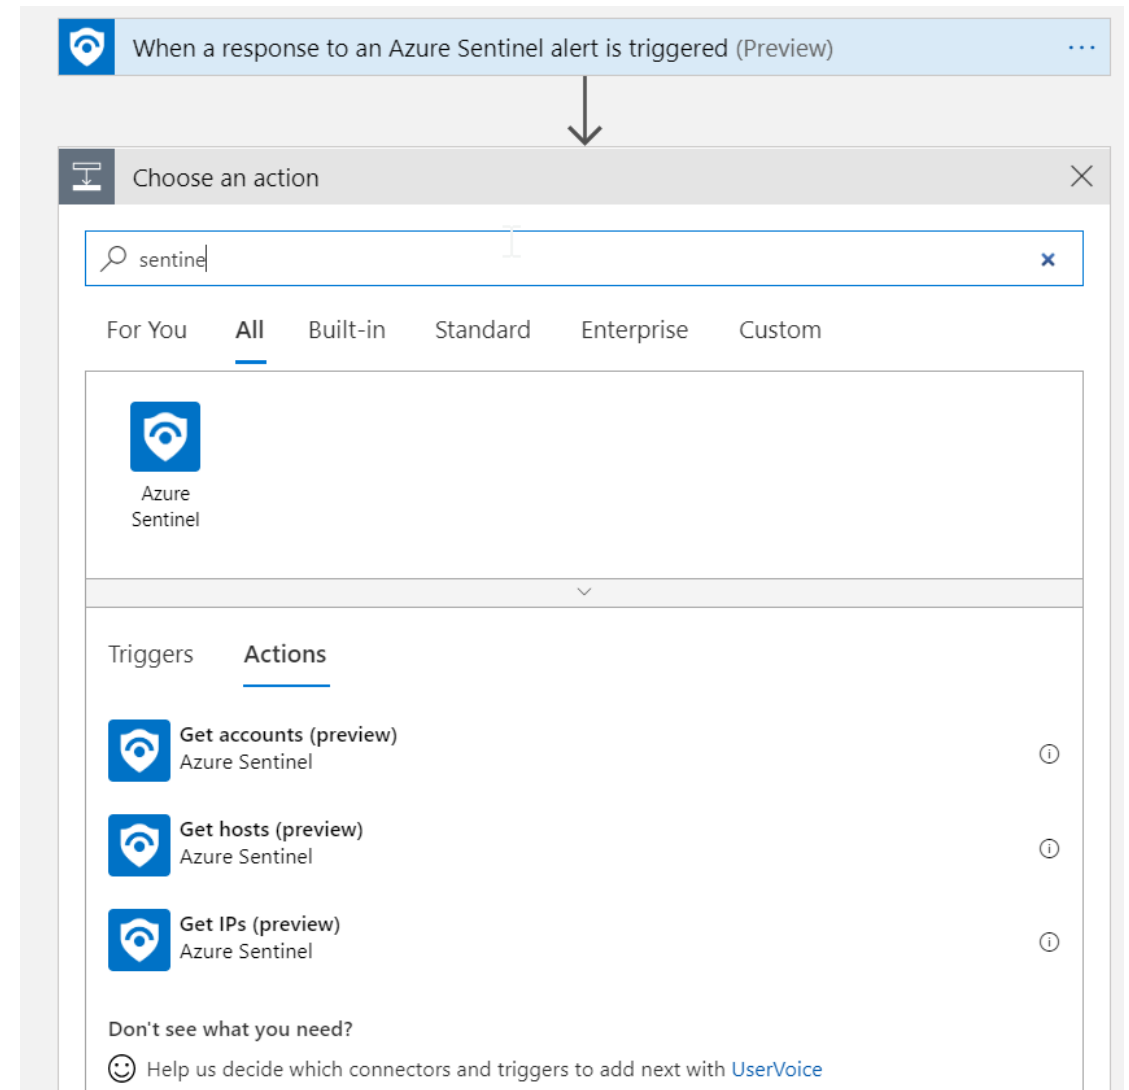 When a response to an Azure Sentinel alert is triggered (Preview)
Choose an action
sentine
For You All Built-in Standard Enterprise Custom
Azure
Sentinel
Triggers Actions
Get accounts (preview)
Azure Sentinel
Get hosts (preview)
Azure Sentinel
Get IPs (preview)
Azure Sentinel
Don't see what you need?
Help us decide which connectors and triggers to add next with UserVoice